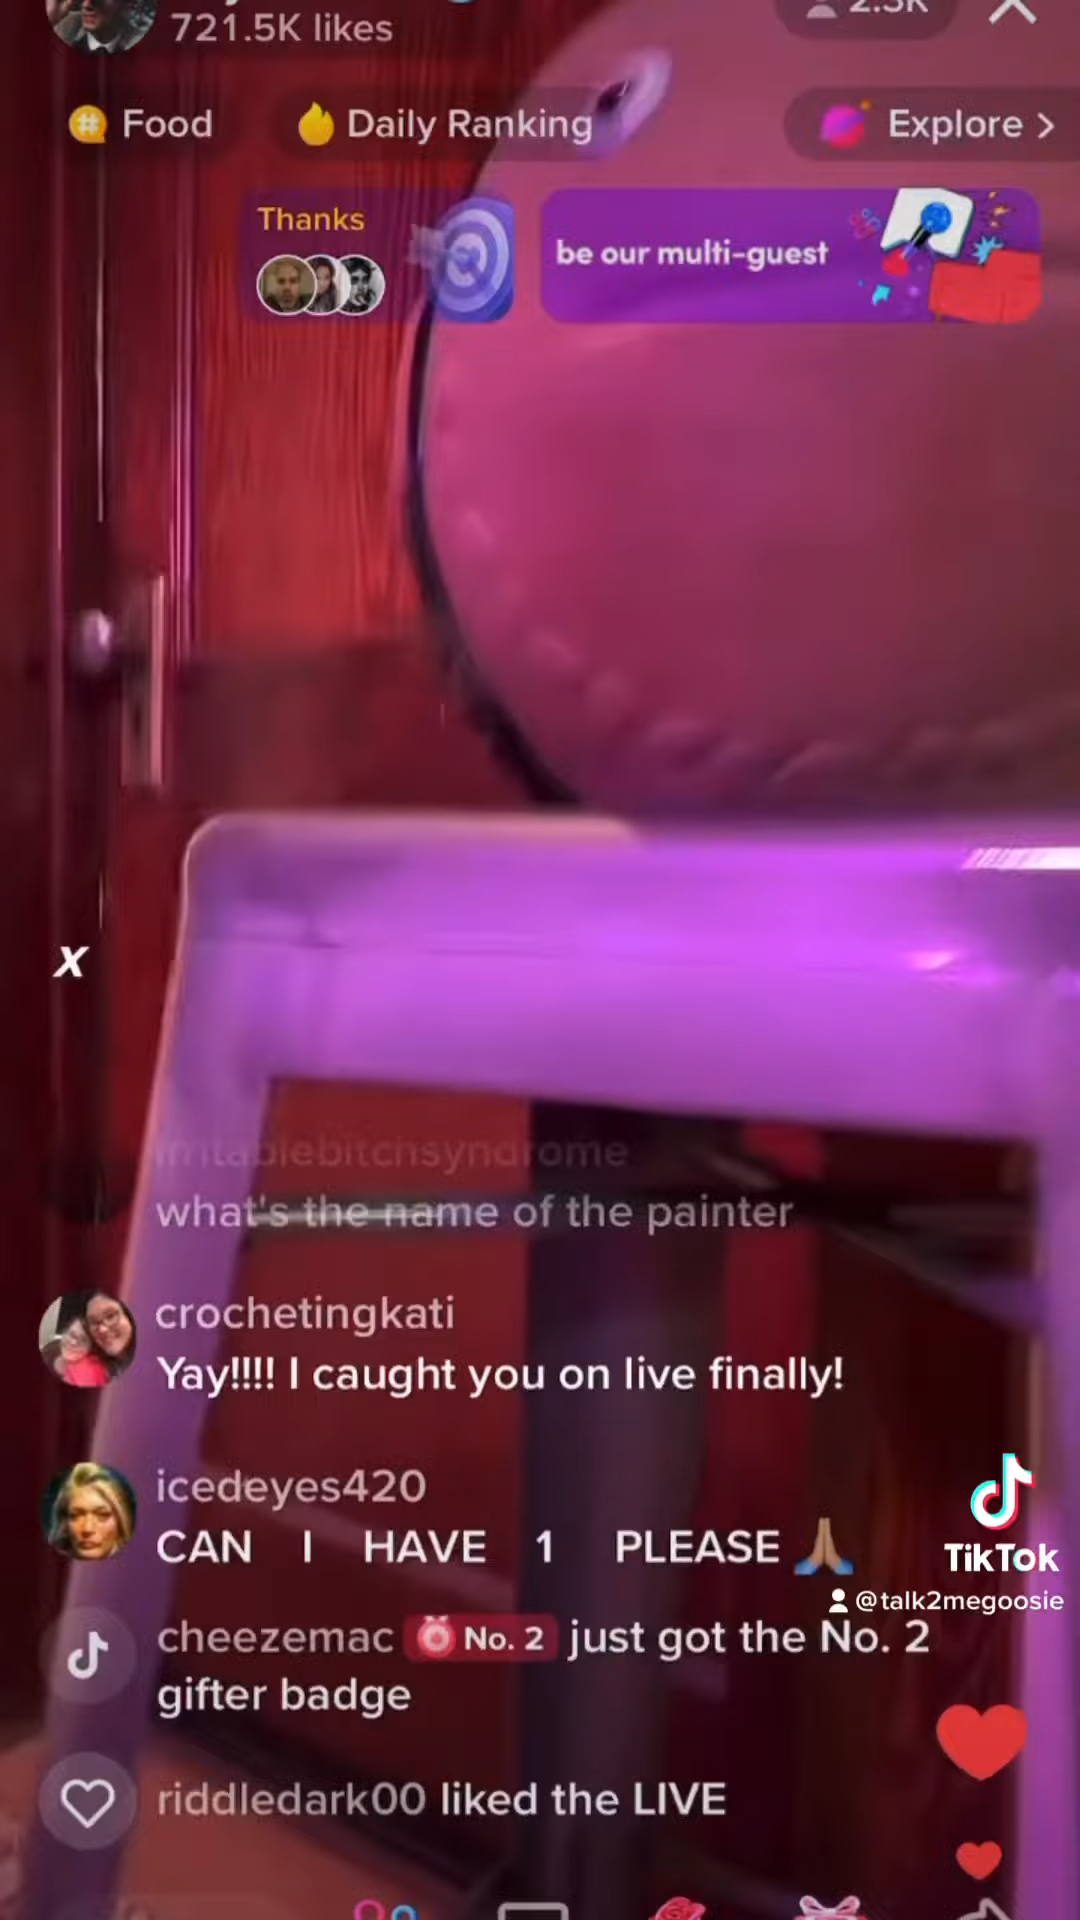 721.5K likes
Food
Daily Ranking
Explore >
Thanks
be our multi-guest
X
irritablebitchsyndrome
what's the name of the painter
crochetingkati
Yay!!!! I caught you on live finally!
icedeyes420
CAN I HAVE 1 PLEASE 🙏🏽
TikTok
@talk2megoosie
cheezemac No. 2 just got the No. 2
gifter badge
riddledark00 liked the LIVE